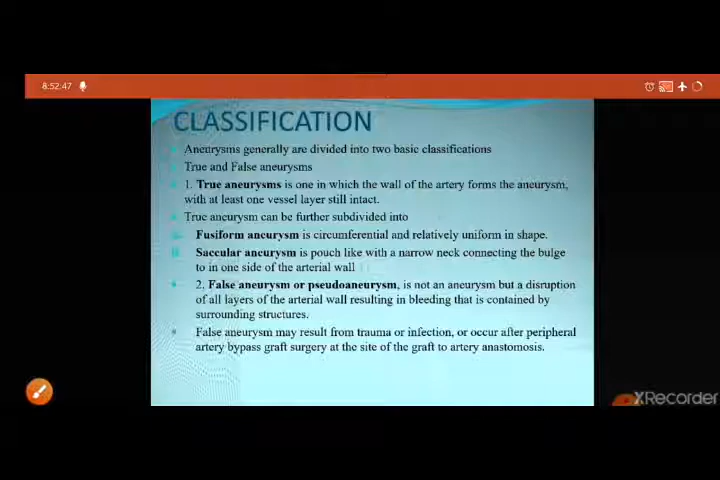 8:52:47
CLASSIFICATION
Aneurysms generally are divided into two basic classifications
True and False aneurysms
1. True aneurysms is one in which the wall of the artery forms the aneurysm,
with at least one vessel layer still intact.
True aneurysm can be further subdivided into
Fusiform aneurysm is circumferential and relatively uniform in shape.
Saccular aneurysm is pouch like with a narrow neck connecting the bulge
to in one side of the arterial wall
2, False aneurysm or pseudoaneurysm, is not an aneurysm but a disruption
of all layers of the arterial wall resulting in bleeding that is contained by
surrounding structures.
False aneurysm may result from trauma or infection, or occur after peripheral
artery bypass graft surgery at the site of the graft to artery anastomosis.
XRecorder